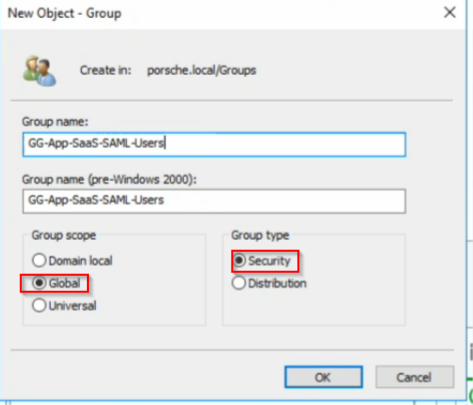 New Object - Group
Create in: porsche.local/Groups
Group name:
GG-App-SaaS-SAML-Users
Group name (pre-Windows 2000):
GG-App-SaaS-SAML-Users
Group scope
Domain local
Global
Universal
Group type
Security
Distribution
OK Cancel